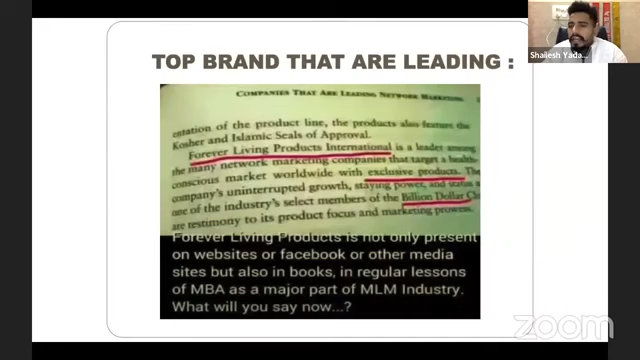 TOP BRAND THAT ARE LEADING :
Shailesh Yada...
COMPANIES THAT ARE LEADING NETWORK MARKETING
entation of the product line, the products also feature the
Kosher and Islamic Seals of Approval.
Forever Living Products International is a leader among
the many network marketing companies that target a health-
conscious market worldwide with exclusive products. The
company's uninterrupted growth, staying power, and status
one of the industry's select members of the Billion Dollar
are testimony to its product focus and marketing prowess.
Forever Living Products is not only present
on websites or facebook or other media
sites but also in books, in regular lessons
of MBA as a major part of MLM Industry.
What will you say now...?
zoom